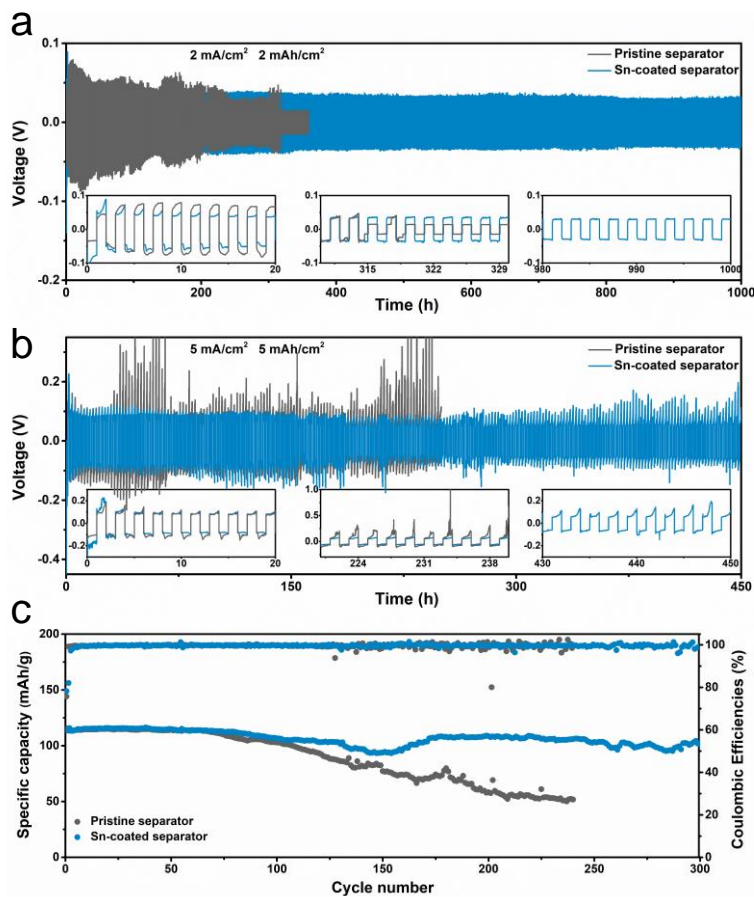 a
2 mA/cm² 2 mAh/cm²
Pristine separator
Sn-coated separator
0.1
0.0
-0.1
-0.2
Voltage (V)
0.1
0.0
-0.1
0 10 20
0.1
0.0
-0.1
315 322 329
0.1
0.0
-0.1
980 990 1000
0 200 400 600 800 1000
Time (h)
b
5 mA/cm² 5 mAh/cm²
Pristine separator
Sn-coated separator
0.2
0.0
-0.2
-0.4
Voltage (V)
0.2
0.0
-0.2
0 10 20
1.0
0.5
0.0
224 231 238
0.2
0.0
-0.2
430 440 450
0 150 300 450
Time (h)
c
200
150
100
50
0
Specific capacity (mAh/g)
100
80
60
40
20
0
Coulombic Efficiencies (%)
Pristine separator
Sn-coated separator
0 50 100 150 200 250 300
Cycle number